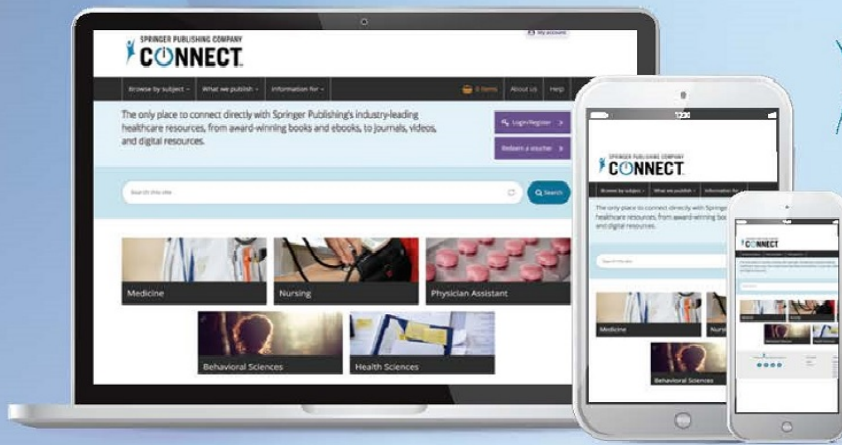 My account
SPRINGER PUBLISHING COMPANY
CONNECT
Browse by subject
What we publish
Information for
0 items
About us
Help
The only place to connect directly with Springer Publishing's industry-leading
healthcare resources, from award-winning books and ebooks, to journals, videos,
and digital resources.
Login/Register
Redeem a voucher
Search this site
Search
Medicine
Nursing
Physician Assistant
Behavioral Sciences
Health Sciences
SPRINGER PUBLISHING COMPANY
CONNECT
Browse by subject
What we publish
Information for
The only place to connect directly with
healthcare resources, from award-winning
and digital resources.
Search this site
Medicine
Behavioral Sciences
CONNECT